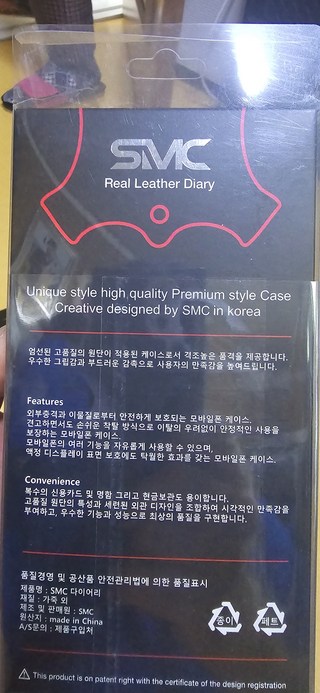 SMC
Real Leather Diary
Unique style high quality Premium style Case
Creative designed by SMC in korea
엄선된 고품질의 원단이 적용된 케이스로서 격조높은 품격을 제공합니다.
우수한 그립감과 부드러운 감촉으로 사용자의 만족감을 높여드립니다.
Features
외부충격과 이물질로부터 안전하게 보호되는 모바일폰 케이스.
견고하면서도 손쉬운 착탈 방식으로 이탈의 우려없이 안정적인 사용을
보장하는 모바일폰 케이스.
모바일폰의 여러 기능을 자유롭게 사용할 수 있으며,
액정 디스플레이 표면 보호에도 탁월한 효과를 갖는 모바일폰 케이스.
Convenience
복수의 신용카드 및 명함 그리고 현금보관도 용이합니다.
고품질 원단의 특성과 세련된 외관 디자인을 조합하여 시각적인 만족감을
부여하고, 우수한 기능과 성능으로 최상의 품질을 구현합니다.
품질경영 및 공산품 안전관리법에 의한 품질표시
제품명 : SMC 다이어리
재질 : 가죽 외
제조 및 판매원 : SMC
원산지 : made in China
A/S문의 : 제품구입처
종이 페트
This product is on patent right with the certificate of the design registration